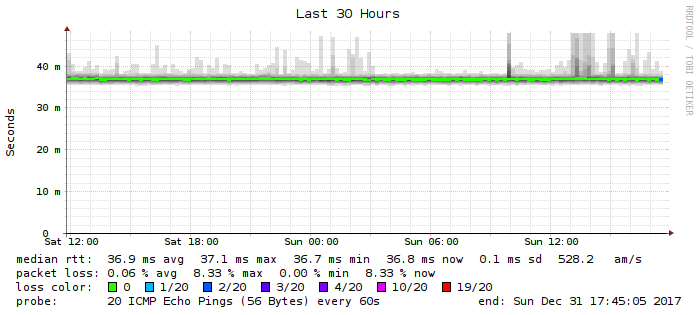 Last 30 Hours
RRDTOOL / TOBI OETIKER
Seconds
40 m
30 m
20 m
10 m
0
Sat 12:00 Sat 18:00 Sun 00:00 Sun 06:00 Sun 12:00
median rtt: 36.9 ms avg 37.1 ms max 36.7 ms min 36.8 ms now 0.1 ms sd 528.2 am/s
packet loss: 0.06 % avg 8.33 % max 0.00 % min 8.33 % now
loss color: 0 1/20 2/20 3/20 4/20 10/20 19/20
probe: 20 ICMP Echo Pings (56 Bytes) every 60s end: Sun Dec 31 17:45:05 2017